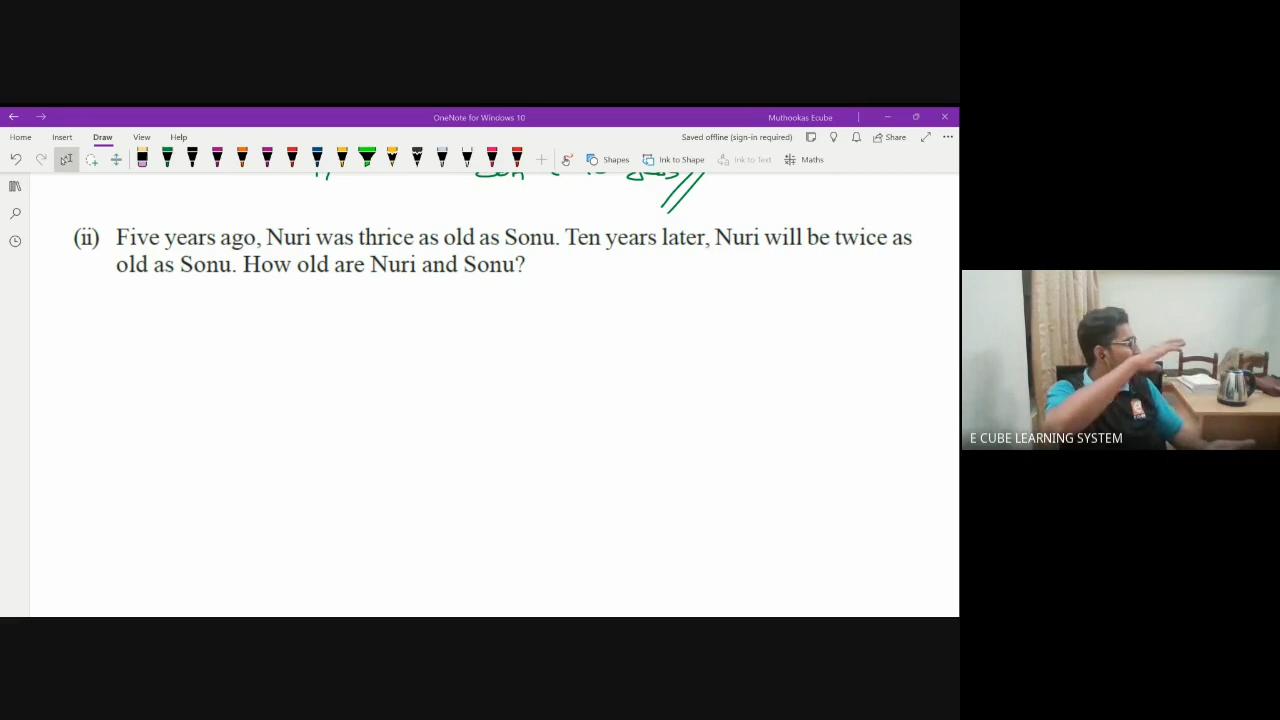 OneNote for Windows 10
Muthookas Ecube
Home Insert Draw View Help
Saved offline (sign-in required)
Share
Shapes
Ink to Shape
Ink to Text
Maths
(ii) Five years ago, Nuri was thrice as old as Sonu. Ten years later, Nuri will be twice as
old as Sonu. How old are Nuri and Sonu?
E CUBE LEARNING SYSTEM